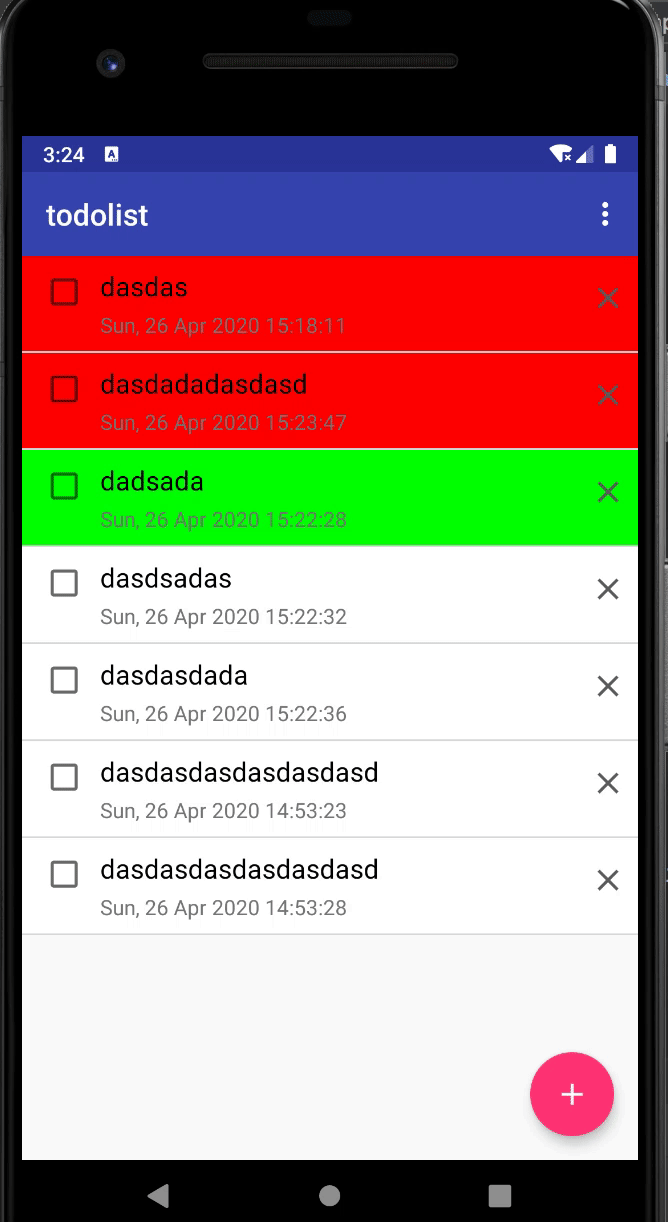 3:24 A
todolist
dasdas
Sun, 26 Apr 2020 15:18:11
dasdadadasdasd
Sun, 26 Apr 2020 15:23:47
dadsada
Sun, 26 Apr 2020 15:22:28
dasdsadas
Sun, 26 Apr 2020 15:22:32
dasdasdada
Sun, 26 Apr 2020 15:22:36
dasdasdasdasdasdasd
Sun, 26 Apr 2020 14:53:23
dasdasdasdasdasdasd
Sun, 26 Apr 2020 14:53:28